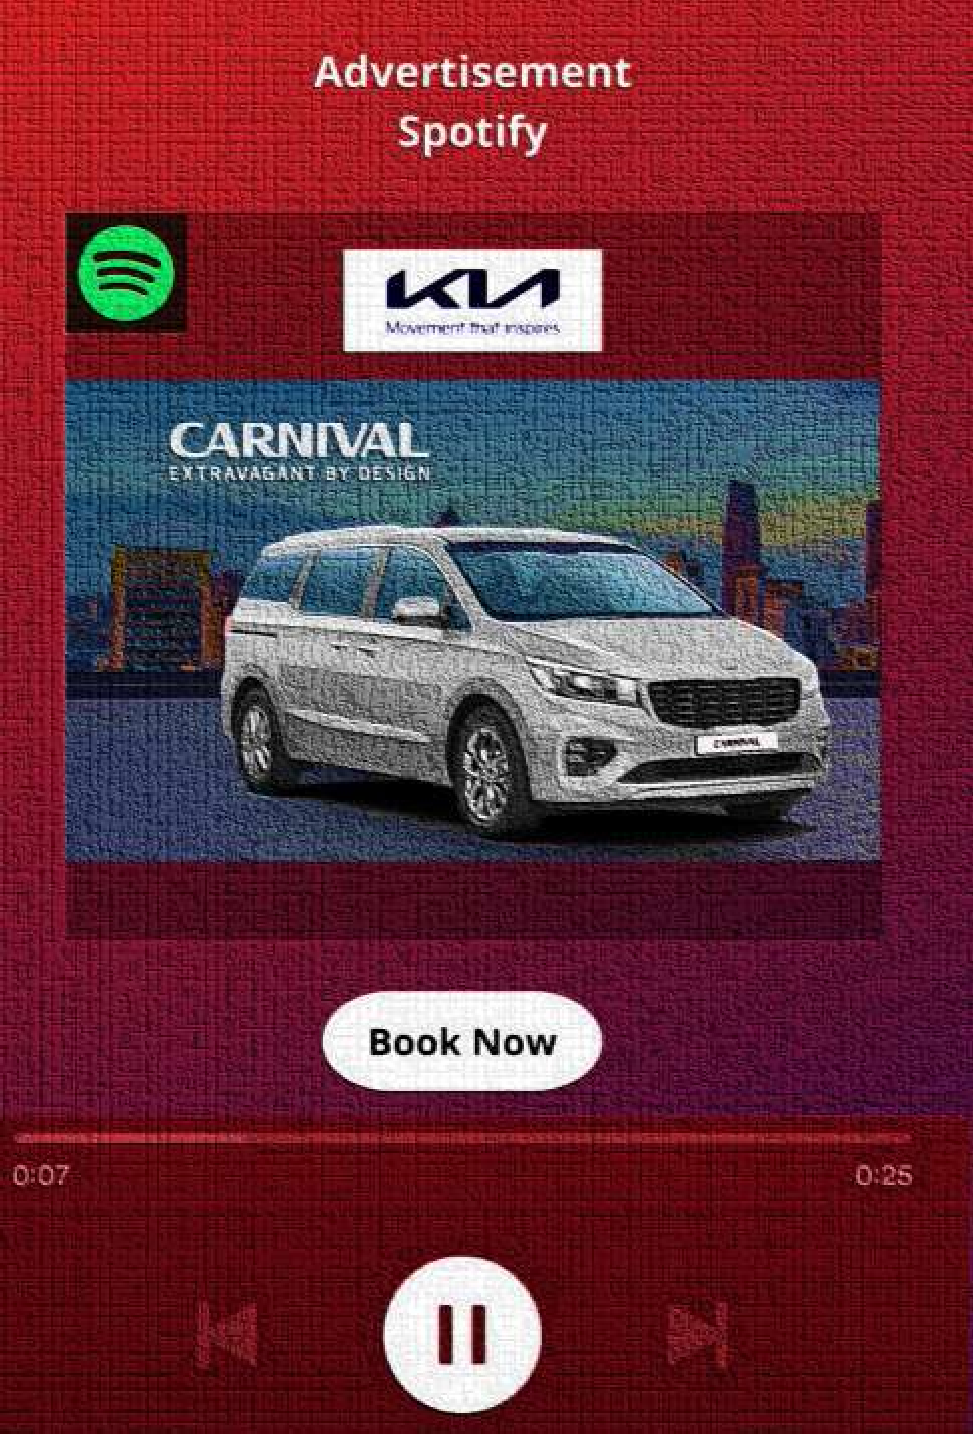 Advertisement
Spotify
KIA
Movement that inspires
CARNIVAL
EXTRAVAGANT BY DESIGN
CARNIVAL
Book Now
0:07
0:25